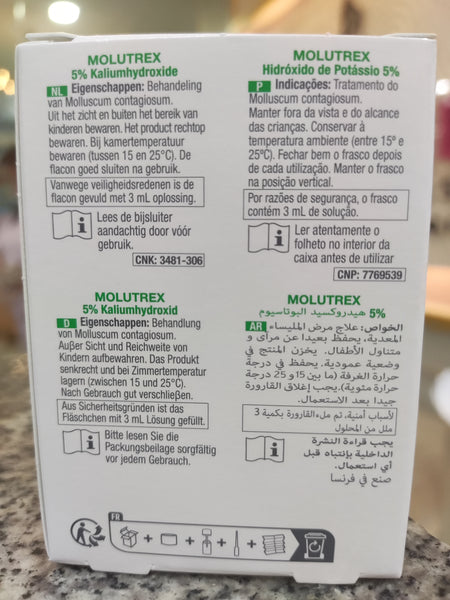 MOLUTREX
5% Kaliumhydroxide
NL Eigenschappen: Behandeling
van Molluscum contagiosum.
Uit het zicht en buiten het bereik van
kinderen bewaren. Het product rechtop
bewaren. Bij kamertemperatuur
bewaren (tussen 15 en 25°C). De
flacon goed sluiten na gebruik.
Vanwege veiligheidsredenen is de
flacon gevuld met 3 mL oplossing.
Lees de bijsluiter
aandachtig door vóór
gebruik.
CNK: 3481-306
MOLUTREX
Hidróxido de Potássio 5%
P Indicações: Tratamento do
Molluscum contagiosum.
Manter fora da vista e do alcance
das crianças. Conservar à
temperatura ambiente (entre 15º e
25ºC). Fechar bem o frasco depois
de cada utilização. Manter o frasco
na posição vertical.
Por razões de segurança, o frasco
contém 3 mL de solução.
Ler atentamente o
folheto no interior da
caixa antes de utilizar
CNP: 7769539
MOLUTREX
5% Kaliumhydroxid
D Eigenschappen: Behandlung
von Molluscum contagiosum.
Außer Sicht und Reichweite von
Kindern aufbewahren. Das Produkt
senkrecht und bei Zimmertemperatur
lagern (zwischen 15 und 25°C).
Nach Gebrauch gut verschließen.
Aus Sicherheitsgründen ist das
Fläschchen mit 3 mL Lösung gefüllt.
Bitte lesen Sie die
Packungsbeilage sorgfältig
vor jedem Gebrauch.
MOLUTREX
5% هيدروكسيد البوتاسيوم
AR الخواص: علاج مرض المليساء
المعدية. يحفظ بعيدا عن مرأى و
متناول الأطفال. يخزن المنتج في
وضعية عمودية. يحفظ في درجة
حرارة الغرفة (ما بين 15 و 25 درجة
حرارة مئوية). يجب إغلاق القارورة
جيدا بعد الاستعمال.
لأسباب أمنية، تم ملء القارورة بكمية 3
ملل من المحلول
يجب قراءة النشرة
الداخلية بإنتباه قبل
أي استعمال.
صنع في فرنسا
FR